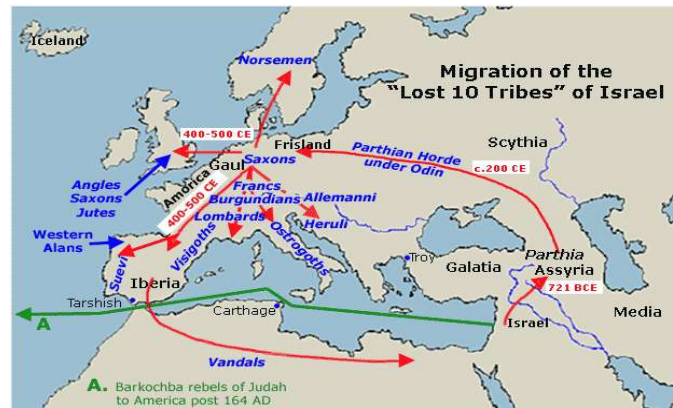 Iceland
Norsemen
Migration of the
"Lost 10 Tribes" of Israel
400-500 CE
Frisland
Scythia
Gaul
Saxons
Parthian Horde
under Odin
c.200 CE
Angles
Saxons
Jutes
Amorica
400-500 CE
Francs
Burgundians
Allemanni
Lombards
Heruli
Western
Alans
Suevi
Visigoths
Ostrogoths
Troy
Galatia
Parthia
Assyria
721 BCE
Iberia
Tarshish
Carthage
Israel
Media
A
Vandals
A. Barkochba rebels of Judah
to America post 164 AD